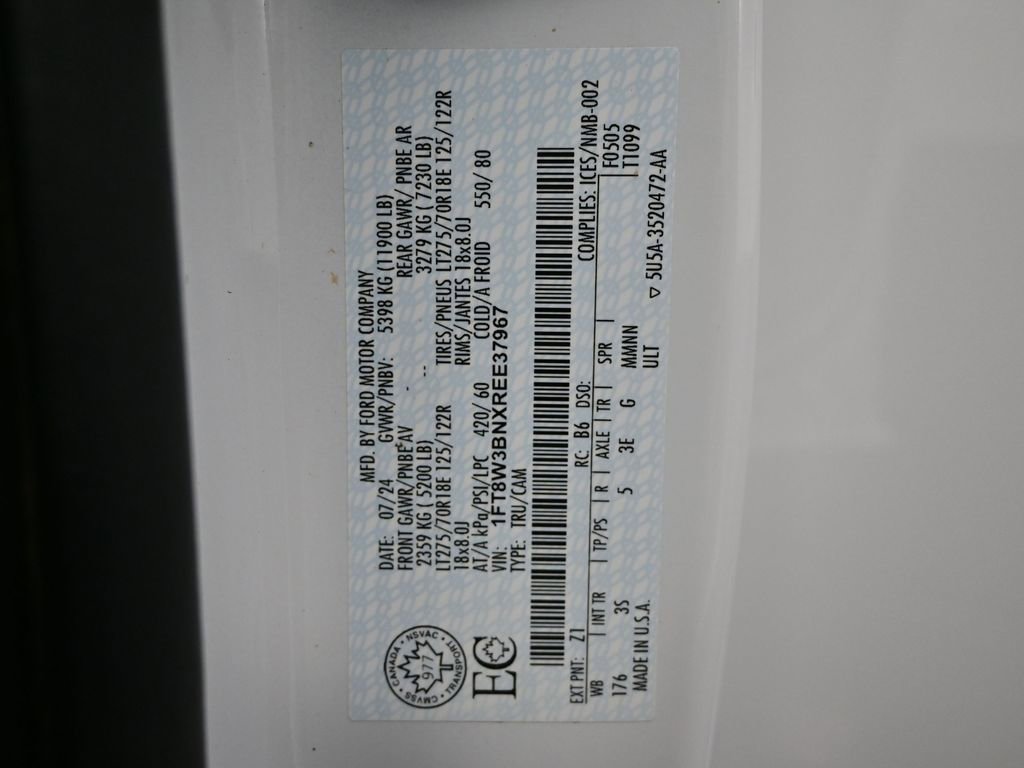 MFD. BY FORD MOTOR COMPANY
DATE: 07/24 GVWR/PNBV: 5398 KG (11900 LB)
FRONT GAWR/PNBE AV - REAR GAWR/ PNBE AR
2359 KG ( 5200 LB) -- 3279 KG ( 7230 LB)
LT275/70R18E 125/122R TIRES/PNEUS LT275/70R18E 125/122R
18x8.0J RIMS/JANTES 18x8.0J
AT/A kPa/PSI/LPC 420/ 60 COLD/A FROID 550/ 80
VIN: 1FT8W3BNXREE37967
TYPE: TRU/CAM
CMVSS • CANADA • NSVAC • TRANSPORT •
977
EC
EXT PNT: Z1 RC: B6 DSO: COMPLIES: ICES/NMB-002
WB INT TR TP/PS R AXLE TR SPR F0505
176 3S 5 3E G MMNN T1099
ULT
MADE IN U.S.A. ▽ 5U5A-3520472-AA